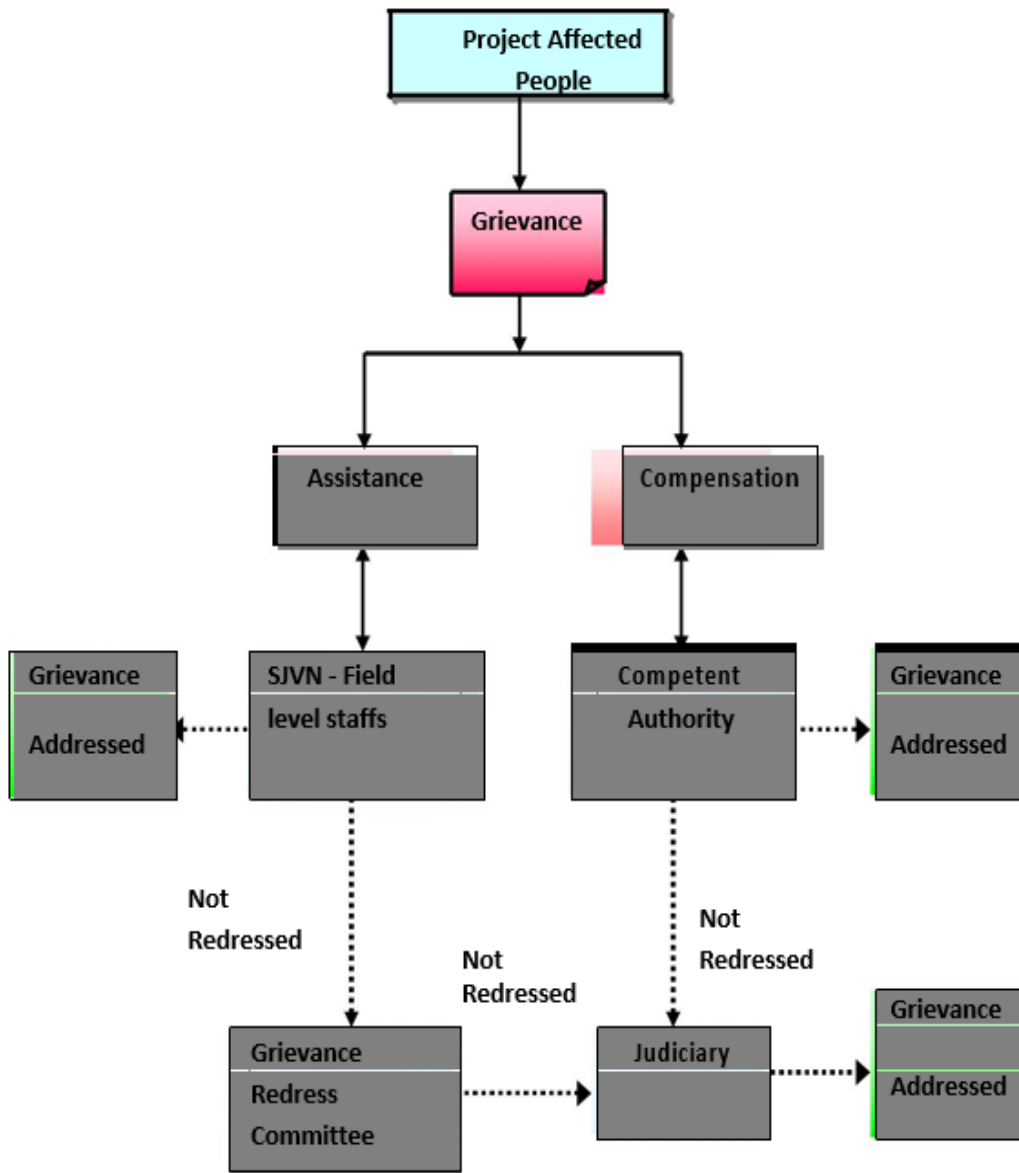 Project Affected
People
Grievance
Assistance
Compensation
Grievance
Addressed
SJVN - Field
level staffs
Competent
Authority
Grievance
Addressed
Not
Redressed
Not
Redressed
Not
Redressed
Grievance
Redress
Committee
Judiciary
Grievance
Addressed